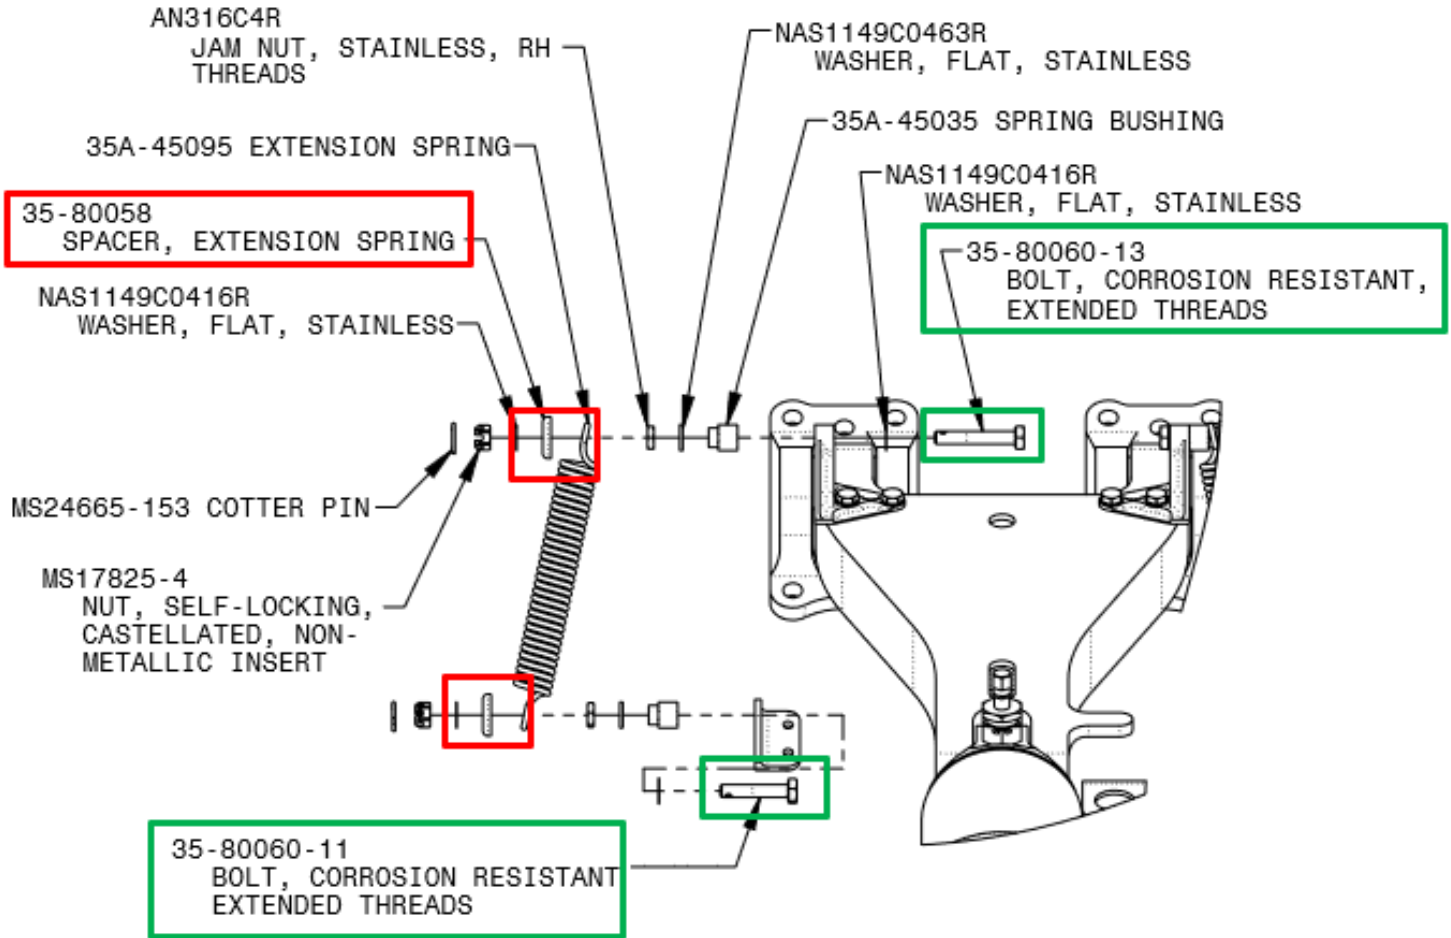 AN316C4R
JAM NUT, STAINLESS, RH
THREADS
NAS1149C0463R
WASHER, FLAT, STAINLESS
35A-45035 SPRING BUSHING
35A-45095 EXTENSION SPRING
NAS1149C0416R
WASHER, FLAT, STAINLESS
35-80058
SPACER, EXTENSION SPRING
35-80060-13
BOLT, CORROSION RESISTANT,
EXTENDED THREADS
NAS1149C0416R
WASHER, FLAT, STAINLESS
MS24665-153 COTTER PIN
MS17825-4
NUT, SELF-LOCKING,
CASTELLATED, NON-
METALLIC INSERT
35-80060-11
BOLT, CORROSION RESISTANT
EXTENDED THREADS